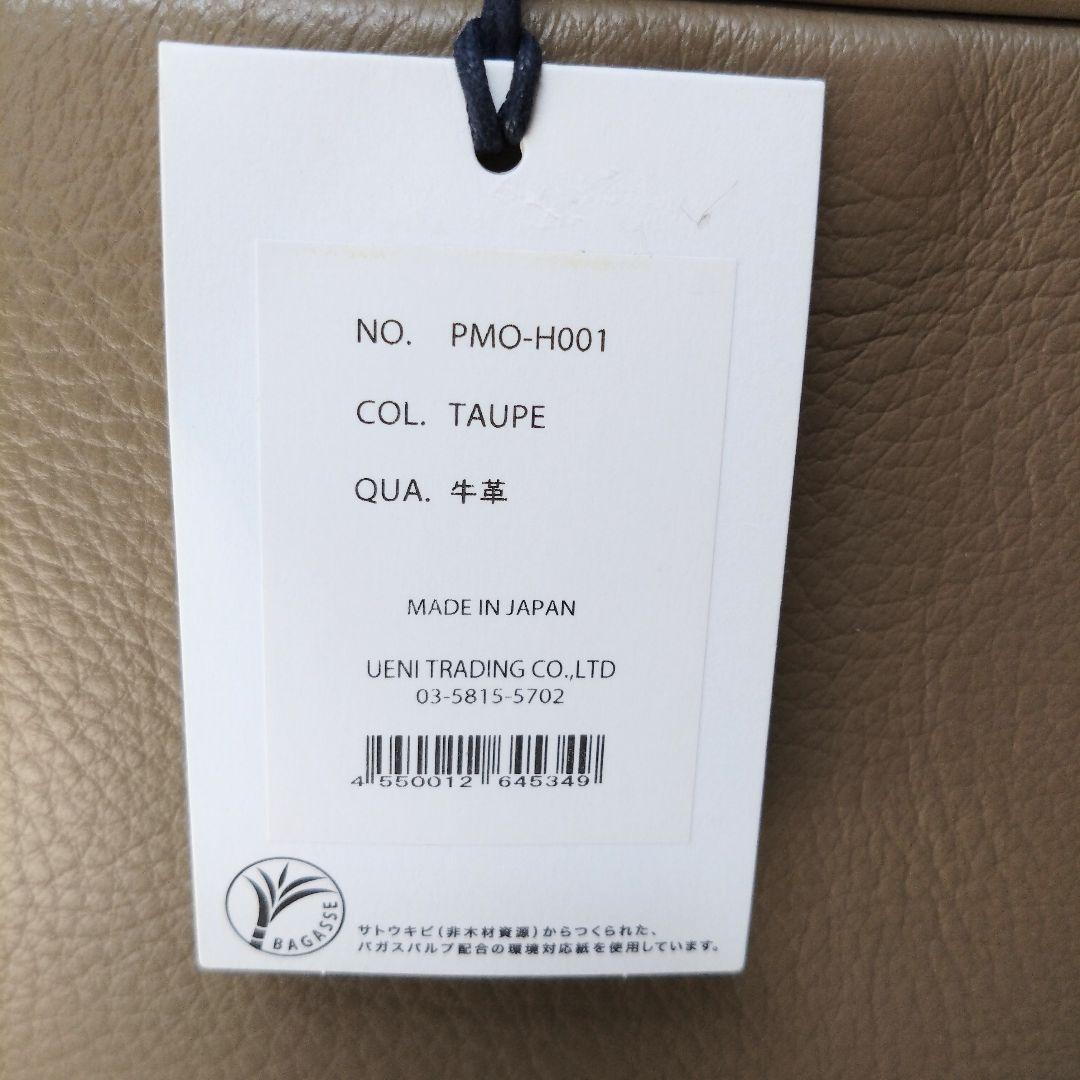 NO. PMO-H001
COL. TAUPE
QUA. 牛革
MADE IN JAPAN
UENI TRADING CO.,LTD
03-5815-5702
4 550012 645349
BAGASSE
サトウキビ(非木材資源)からつくられた、
バガスパルプ配合の環境対応紙を使用しています。